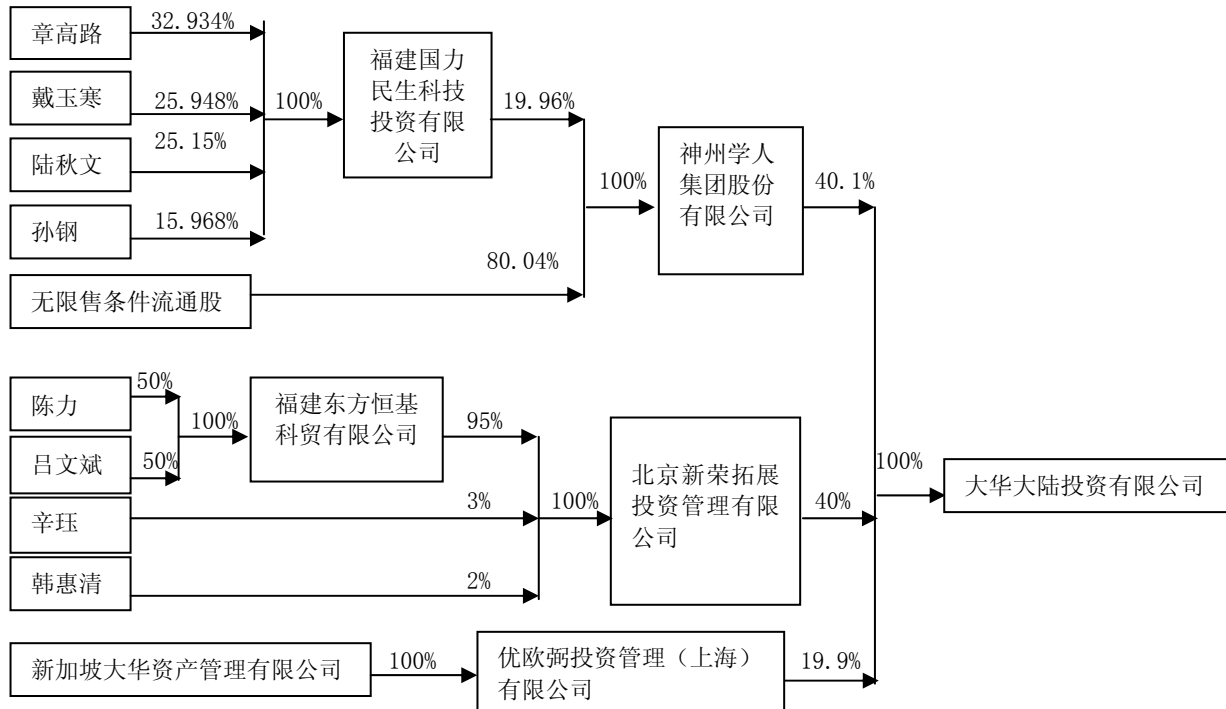 章高路
32.934%
戴玉寒
25.948%
陆秋文
25.15%
孙钢
15.968%
100%
福建国力
民生科技
投资有限
公司
19.96%
无限售条件流通股
80.04%
100%
神州学人
集团股份
有限公司
40.1%
陈力
50%
吕文斌
50%
100%
福建东方恒基
科贸有限公司
95%
辛珏
3%
韩惠清
2%
100%
北京新荣拓展
投资管理有限
公司
40%
新加坡大华资产管理有限公司
100%
优欧弼投资管理（上海）
有限公司
19.9%
100%
大华大陆投资有限公司